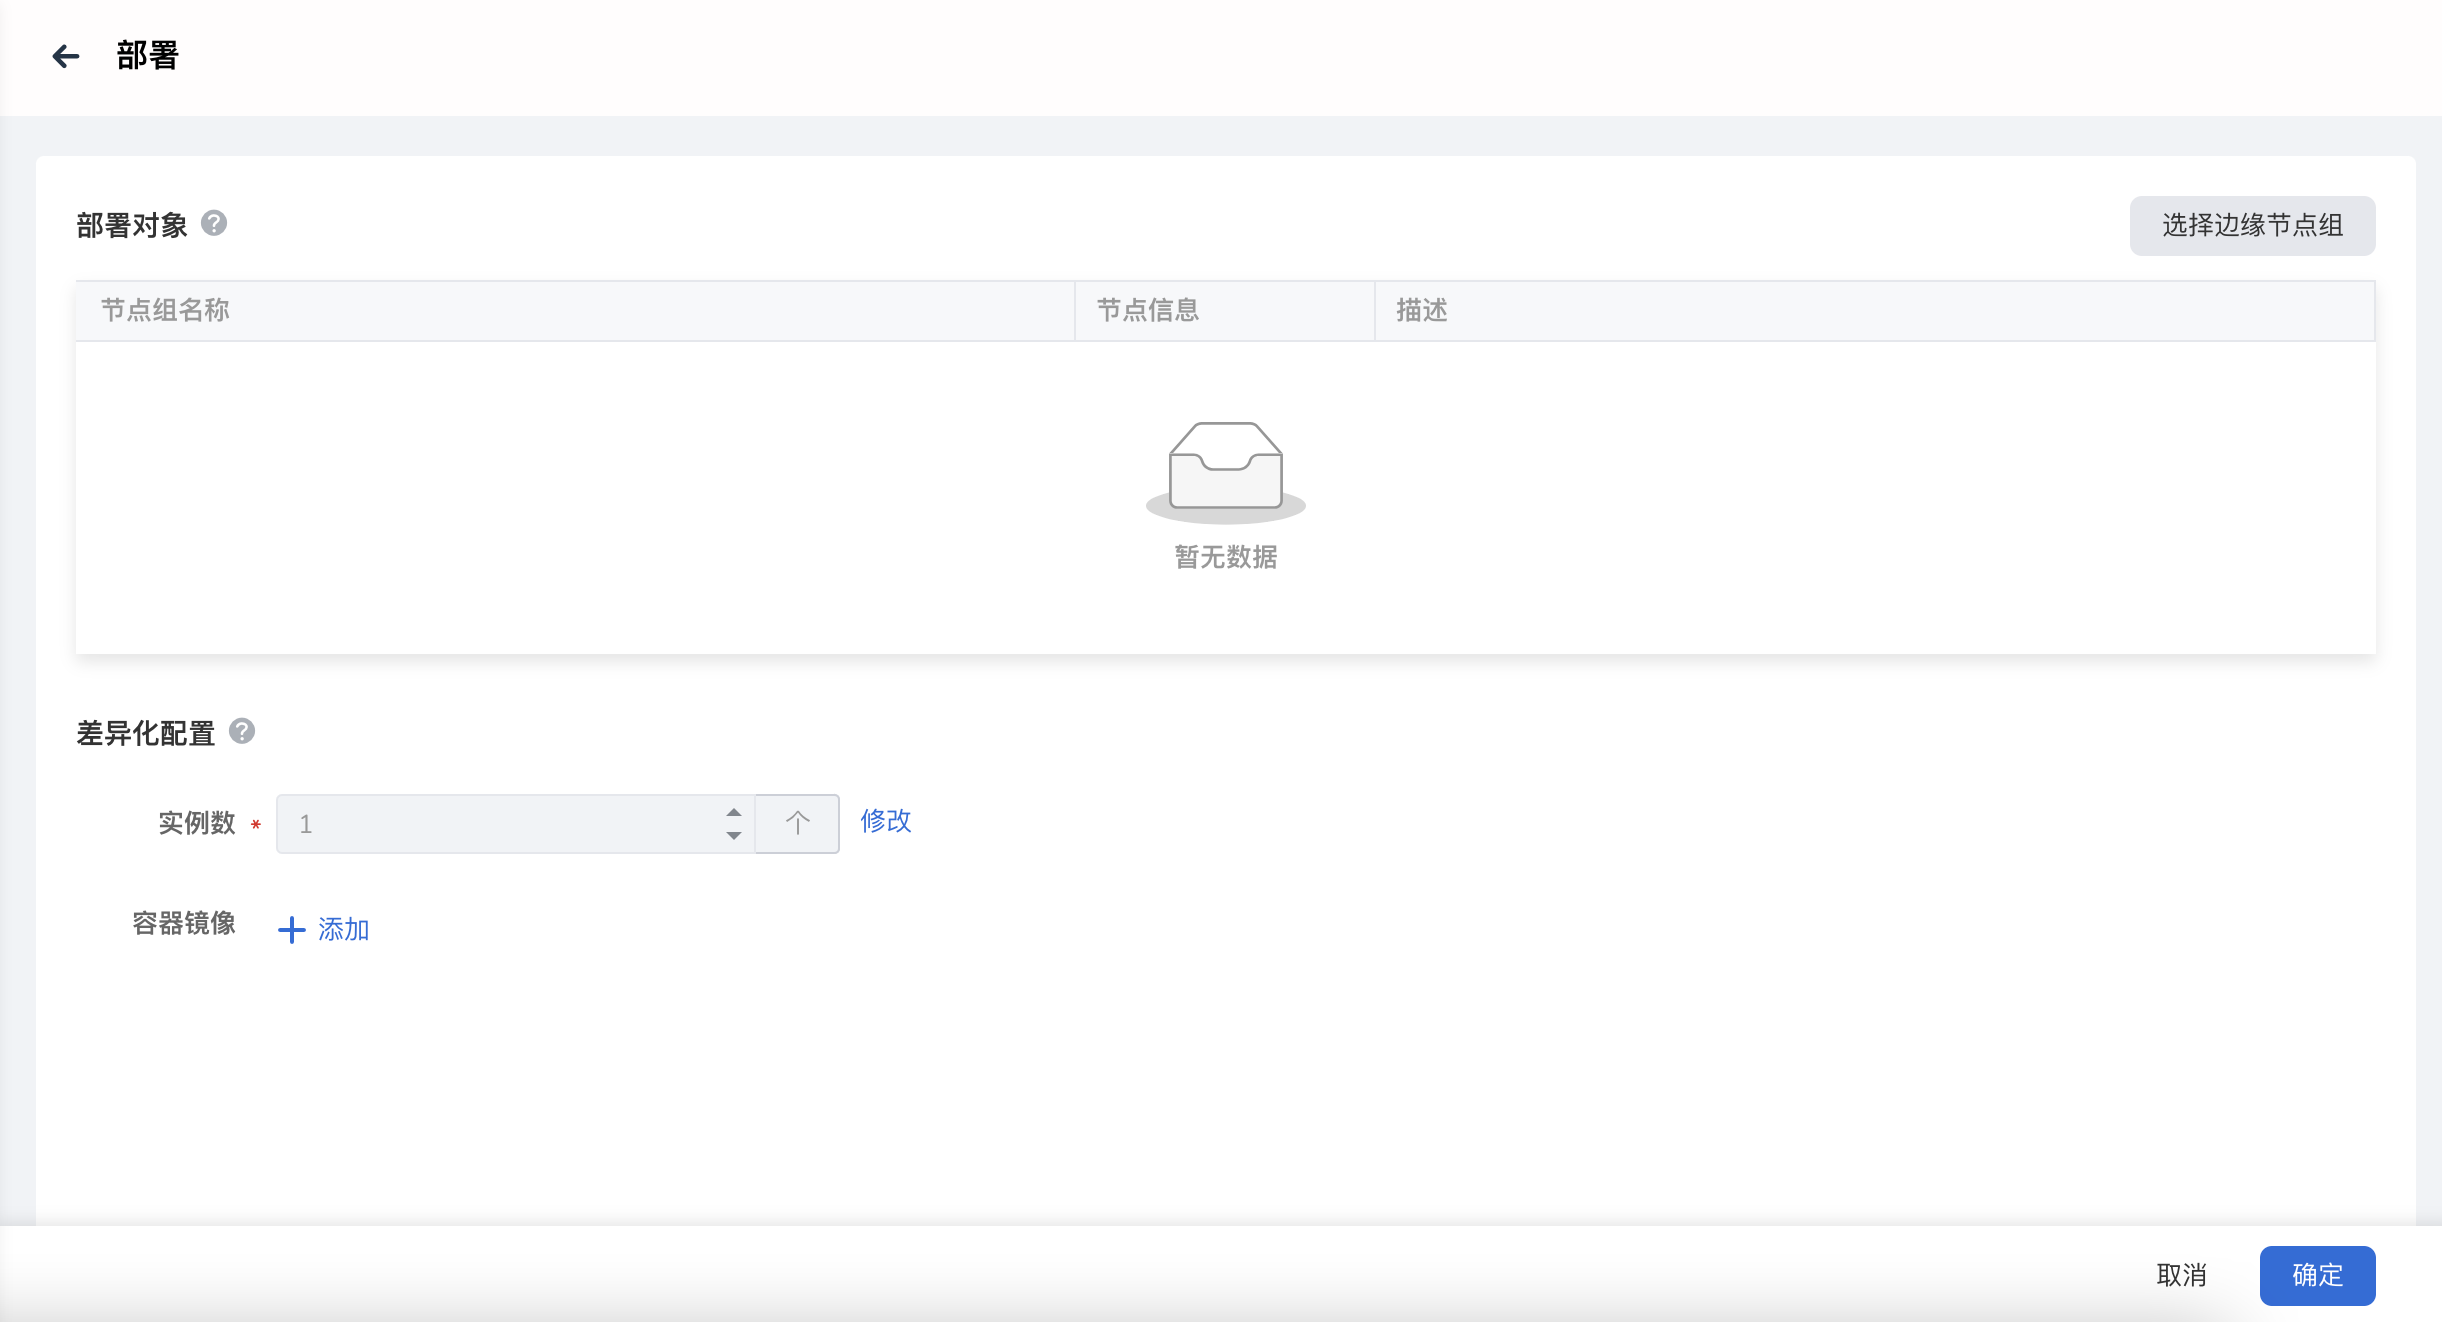 部署
部署对象
选择边缘节点组
节点组名称 节点信息 描述
暂无数据
差异化配置
实例数 * 1 个 修改
容器镜像 添加
取消 确定